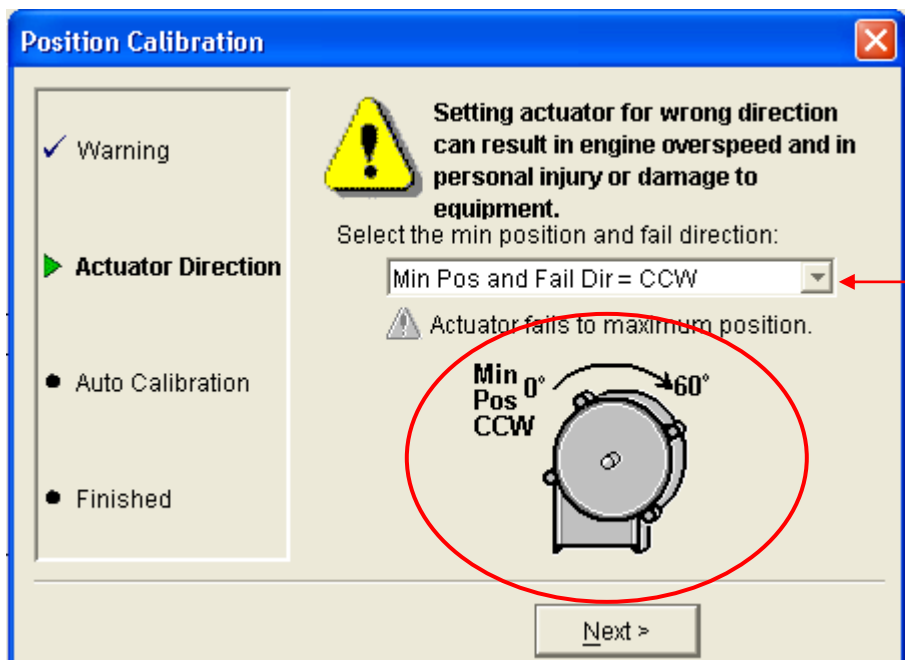 Position Calibration
Warning
Actuator Direction
Auto Calibration
Finished
Setting actuator for wrong direction
can result in engine overspeed and in
personal injury or damage to
equipment.
Select the min position and fail direction:
Min Pos and Fail Dir = CCW
Actuator fails to maximum position.
Min
Pos
CCW
0°
60°
Next >